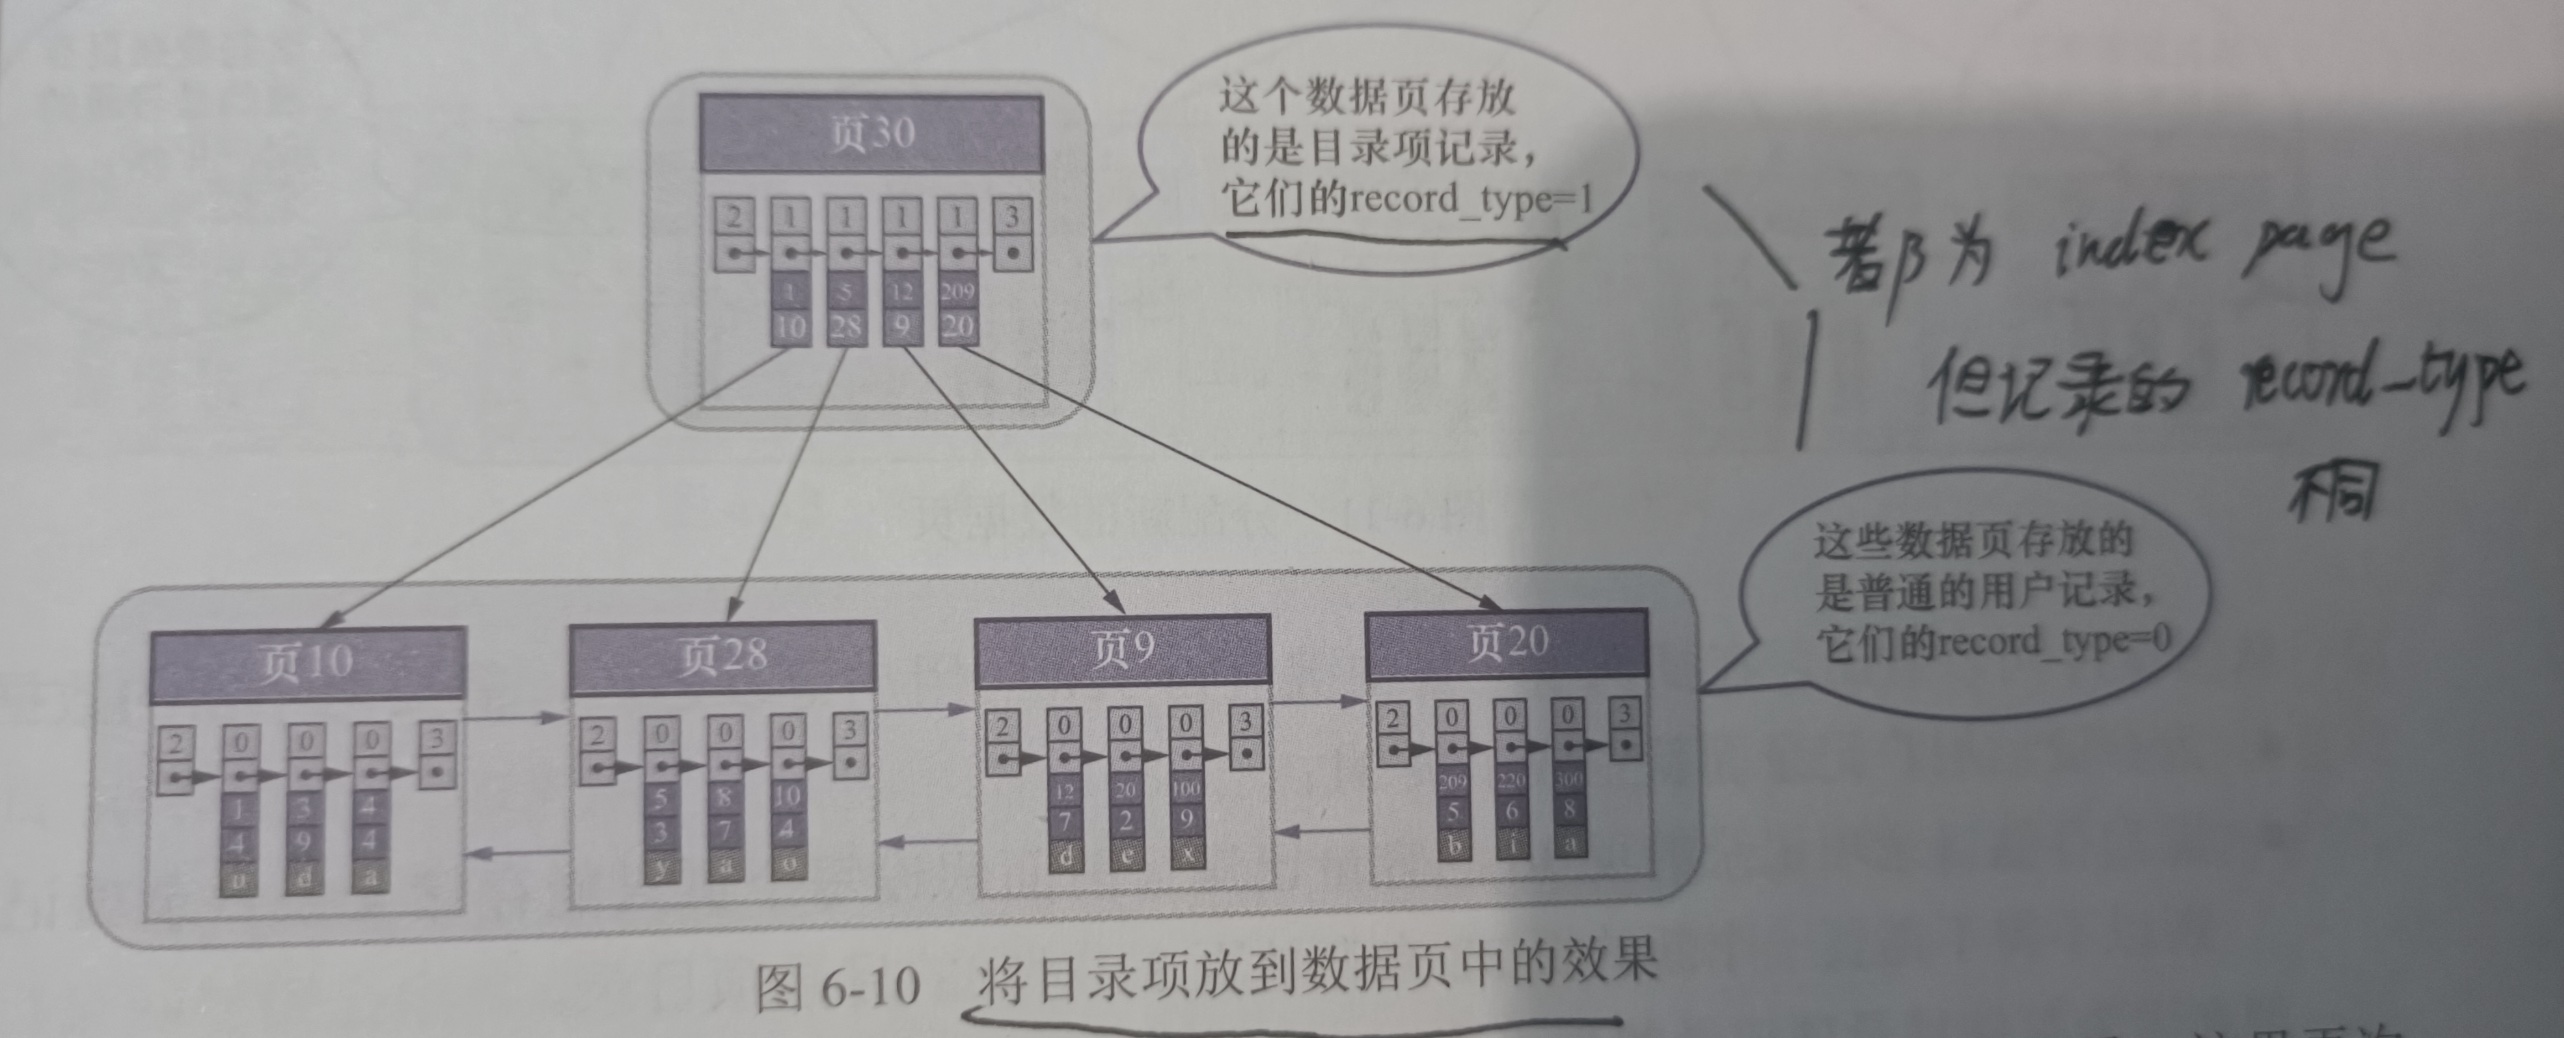 页30
这个数据页存放
的是目录项记录，
它们的record_type=1
2 1 1 1 1 3
1 5 12 209
10 28 9 20
都为 index page
但记录的 record_type
不同
这些数据页存放的
是普通的用户记录，
它们的record_type=0
页10
2 0 0 0 3
1 3 4
4 9 4
u d a
页28
2 0 0 0 3
5 8 10
3 7 4
y a o
页9
2 0 0 0 3
12 20 100
7 2 9
d e x
页20
2 0 0 0 3
209 220 300
5 6 8
b i a
图 6-10 将目录项放到数据页中的效果